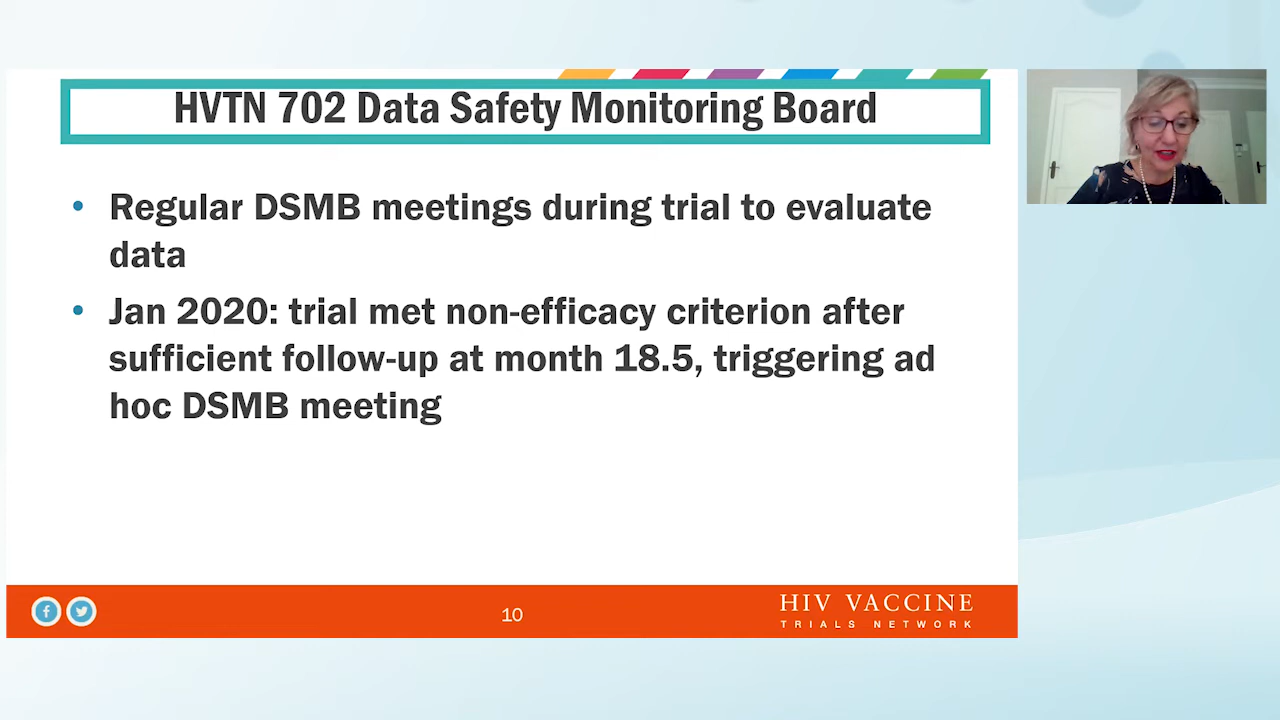 HVTN 702 Data Safety Monitoring Board
• Regular DSMB meetings during trial to evaluate
data
• Jan 2020: trial met non-efficacy criterion after
sufficient follow-up at month 18.5, triggering ad
hoc DSMB meeting
10
HIV VACCINE
TRIALS NETWORK